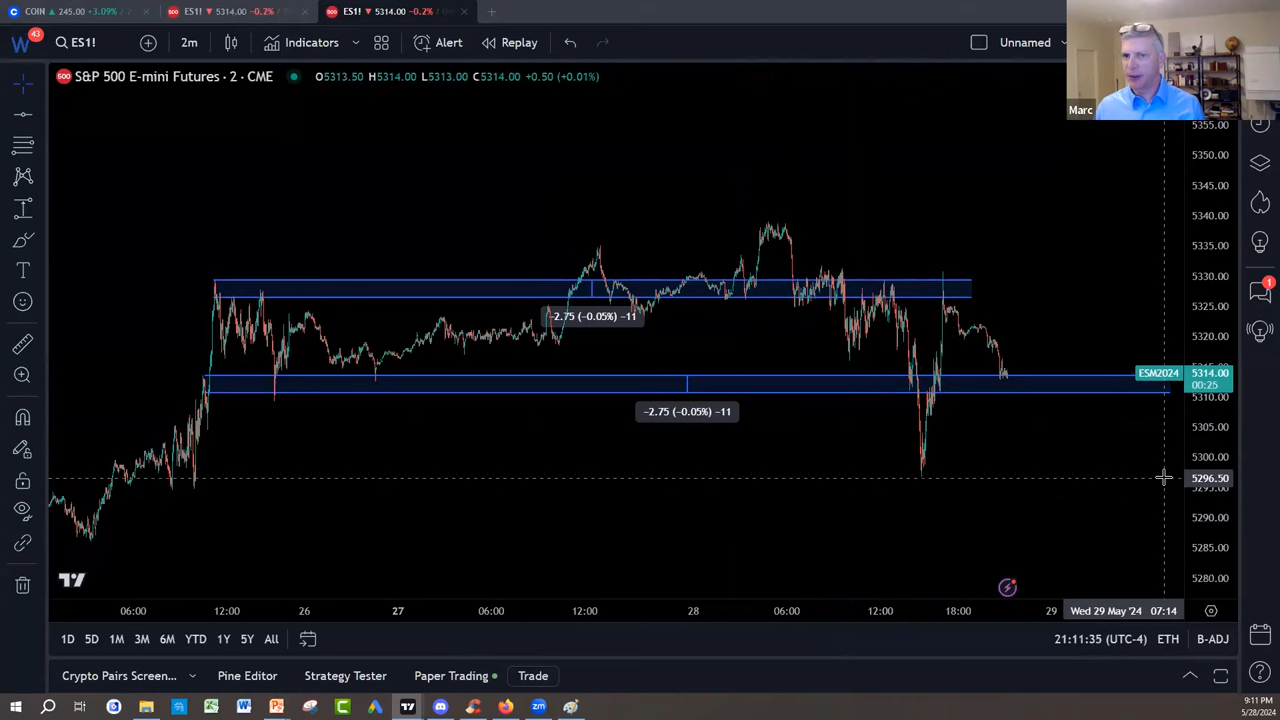 COIN ▲ 245.00 +3.09%
ES1! ▼ 5314.00 -0.2%
ES1! ▼ 5314.00 -0.2%
W 43
ES1!
2m
Indicators
Alert
Replay
Unnamed
Marc
500 S&P 500 E-mini Futures · 2 · CME
O5313.50 H5314.00 L5313.00 C5314.00 +0.50 (+0.01%)
5355.00
5350.00
5345.00
5340.00
5335.00
5330.00
5325.00
5320.00
−2.75 (−0.05%) −11
ESM2024
5314.00
00:25
5310.00
−2.75 (−0.05%) −11
5305.00
5300.00
5296.50
5290.00
5285.00
5280.00
1
06:00
12:00
26
27
06:00
12:00
28
06:00
12:00
18:00
29
Wed 29 May '24 07:14
1D
5D
1M
3M
6M
YTD
1Y
5Y
All
21:11:35 (UTC-4)
ETH
B-ADJ
Crypto Pairs Screen...
Pine Editor
Strategy Tester
Paper Trading
Trade
9:11 PM
5/28/2024